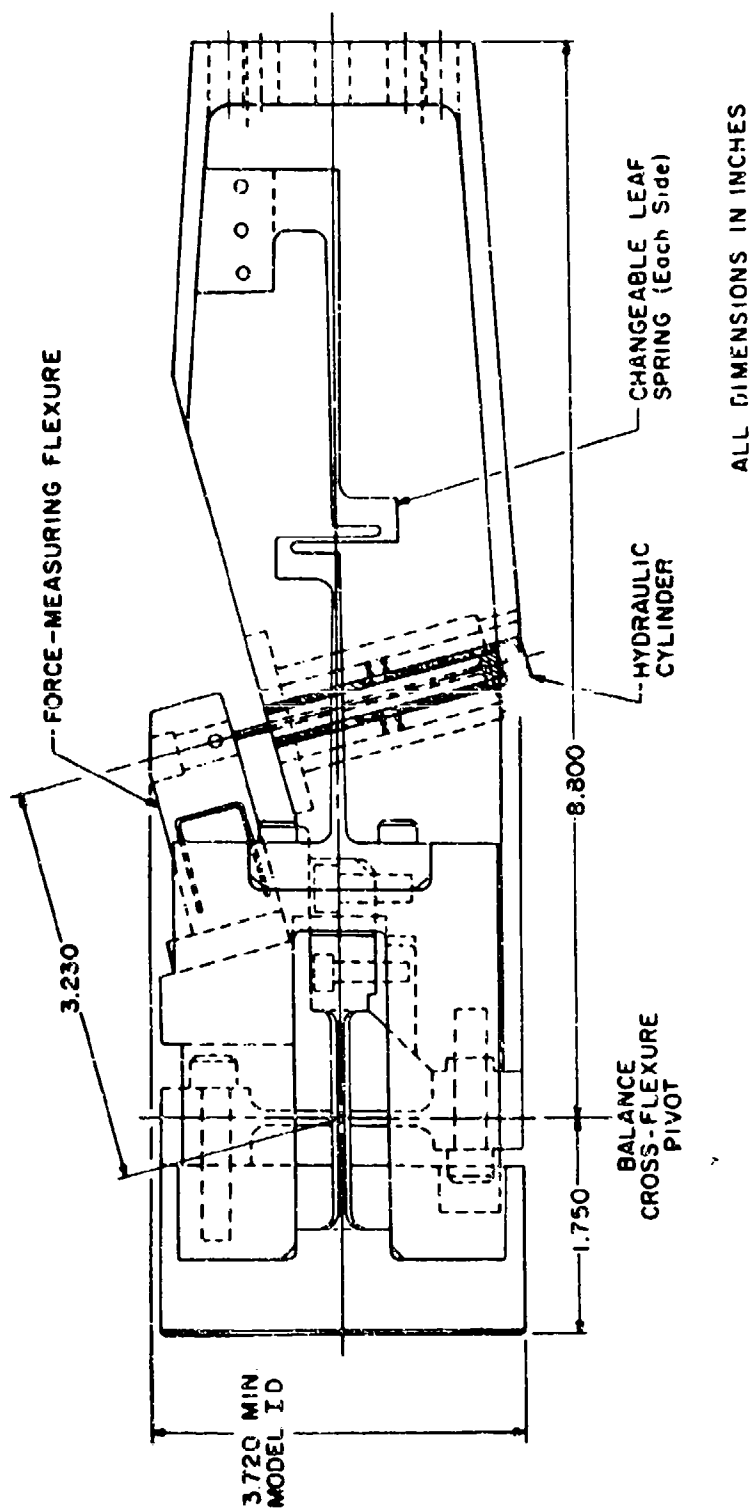 FORCE-MEASURING FLEXURE
3.230
3.720 MIN
MODEL ID
CHANGEABLE LEAF
SPRING (Each Side)
HYDRAULIC
CYLINDER
8.800
1.750
BALANCE
CROSS-FLEXURE
PIVOT
ALL DIMENSIONS IN INCHES